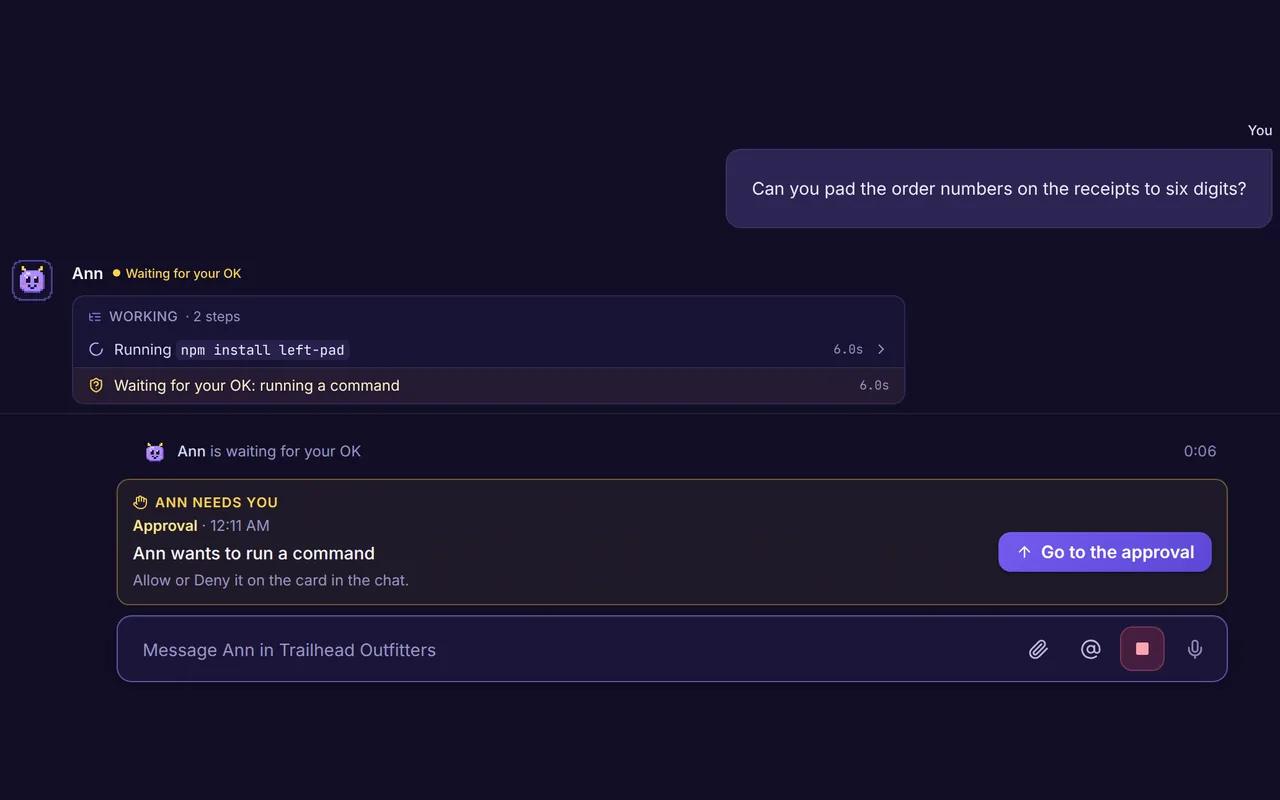 You
Can you pad the order numbers on the receipts to six digits?
Ann Waiting for your OK
WORKING · 2 steps
Running npm install left-pad 6.0s
Waiting for your OK: running a command 6.0s
Ann is waiting for your OK 0:06
ANN NEEDS YOU
Approval · 12:11 AM
Ann wants to run a command
Allow or Deny it on the card in the chat.
Go to the approval
Message Ann in Trailhead Outfitters